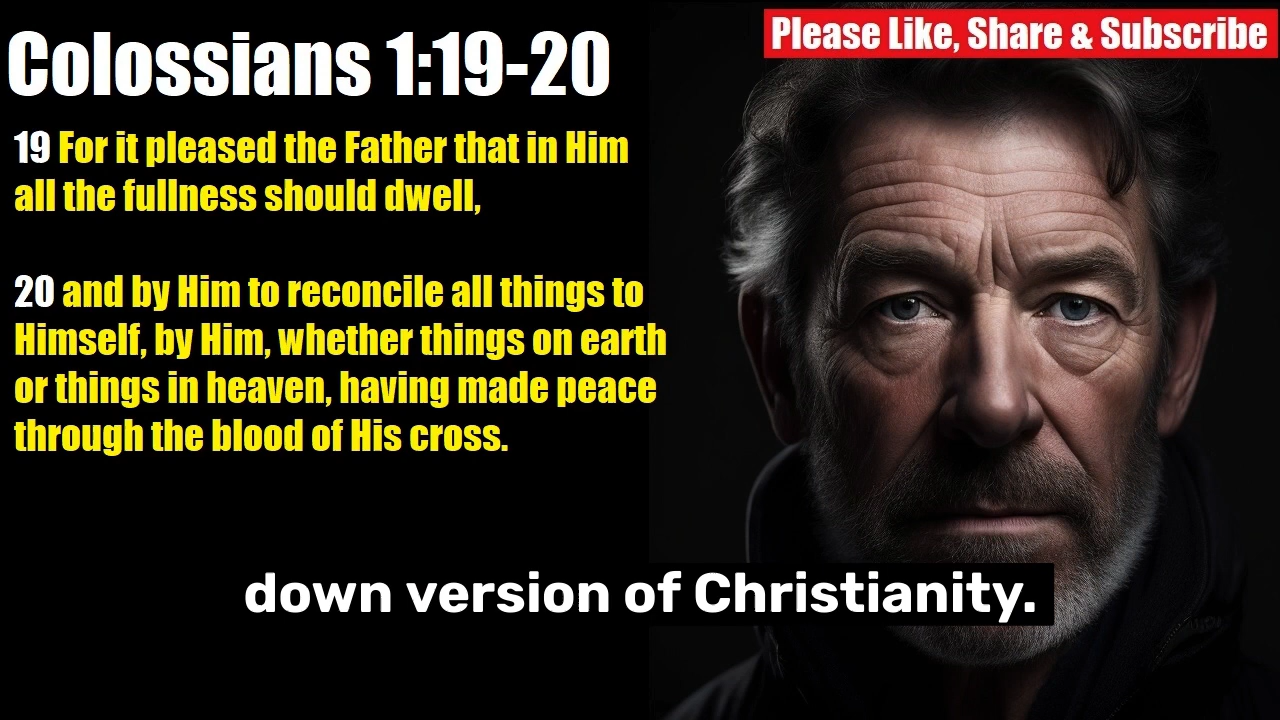 Please Like, Share & Subscribe
Colossians 1:19-20
19 For it pleased the Father that in Him
all the fullness should dwell,
20 and by Him to reconcile all things to
Himself, by Him, whether things on earth
or things in heaven, having made peace
through the blood of His cross.
down version of Christianity.